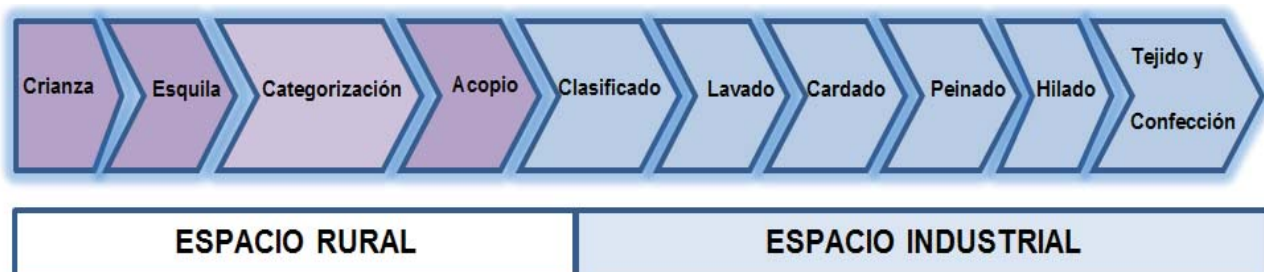 Crianza
Esquila
Categorización
Acopio
Clasificado
Lavado
Cardado
Peinado
Hilado
Tejido y
Confección
ESPACIO RURAL
ESPACIO INDUSTRIAL